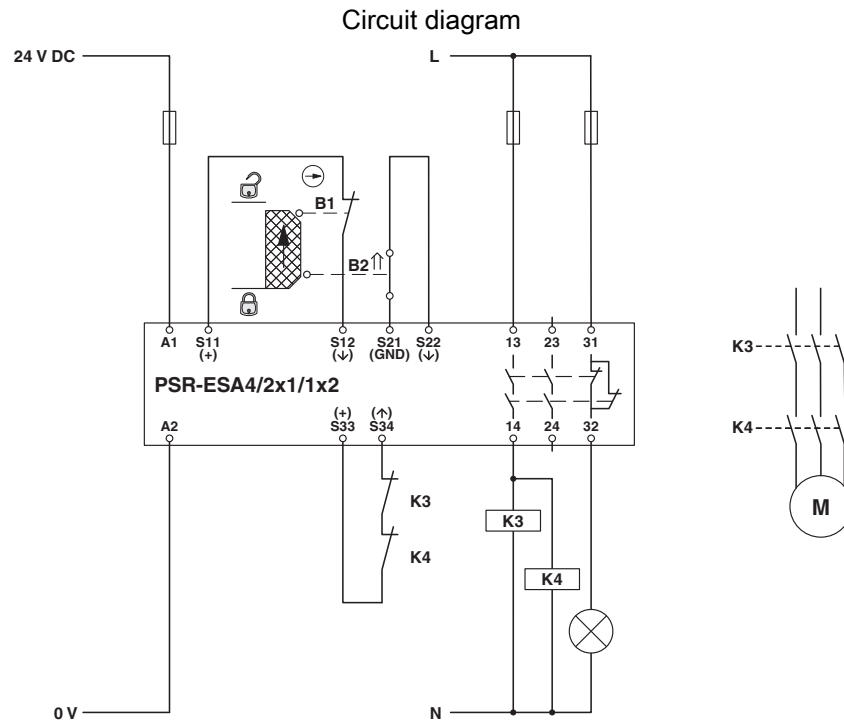 Circuit diagram
24 V DC
L
B1
B2
A1 S11 S12 S21 S22 13 23 31
(+) (↓) (GND) (↓)
PSR-ESA4/2x1/1x2
(+) (↑)
A2 S33 S34 14 24 32
K3
K4
K3
K4
K3
K4
M
0 V
N